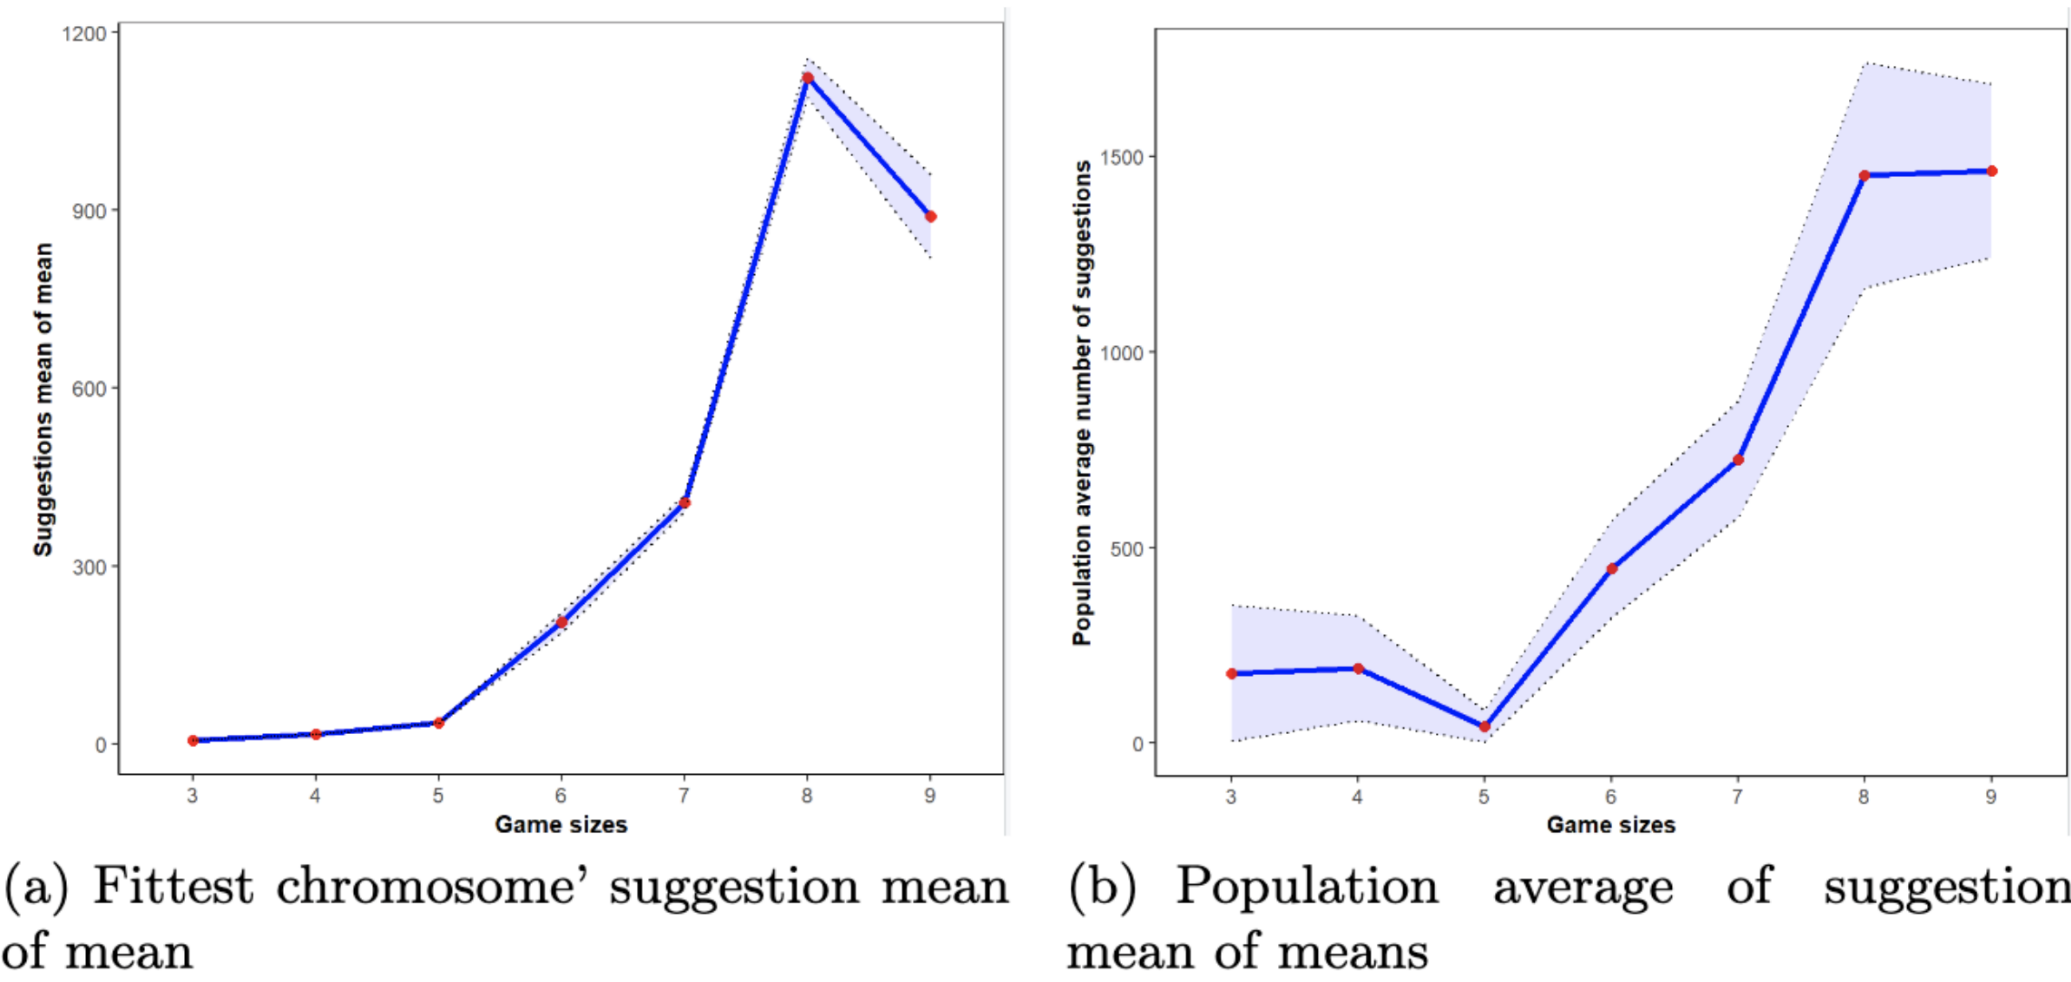 1200
900
600
300
0
Suggestions mean of mean
3 4 5 6 7 8 9
Game sizes
(a) Fittest chromosome’ suggestion mean
of mean
1500
1000
500
0
Population average number of suggestions
3 4 5 6 7 8 9
Game sizes
(b) Population average of suggestion
mean of means